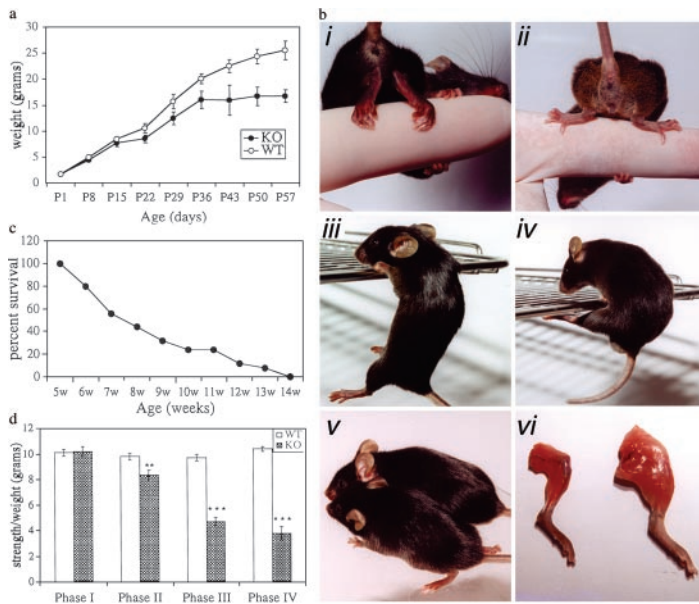 a
30
25
20
15
10
5
0
weight (grams)
KO
WT
P1 P8 P15 P22 P29 P36 P43 P50 P57
Age (days)
b
i
ii
iii
iv
v
vi
c
120
100
80
60
40
20
0
percent survival
5w 6w 7w 8w 9w 10w 11w 12w 13w 14w
Age (weeks)
d
12
10
8
6
4
2
0
strength/weight (grams)
WT
KO
**
***
***
Phase I Phase II Phase III Phase IV